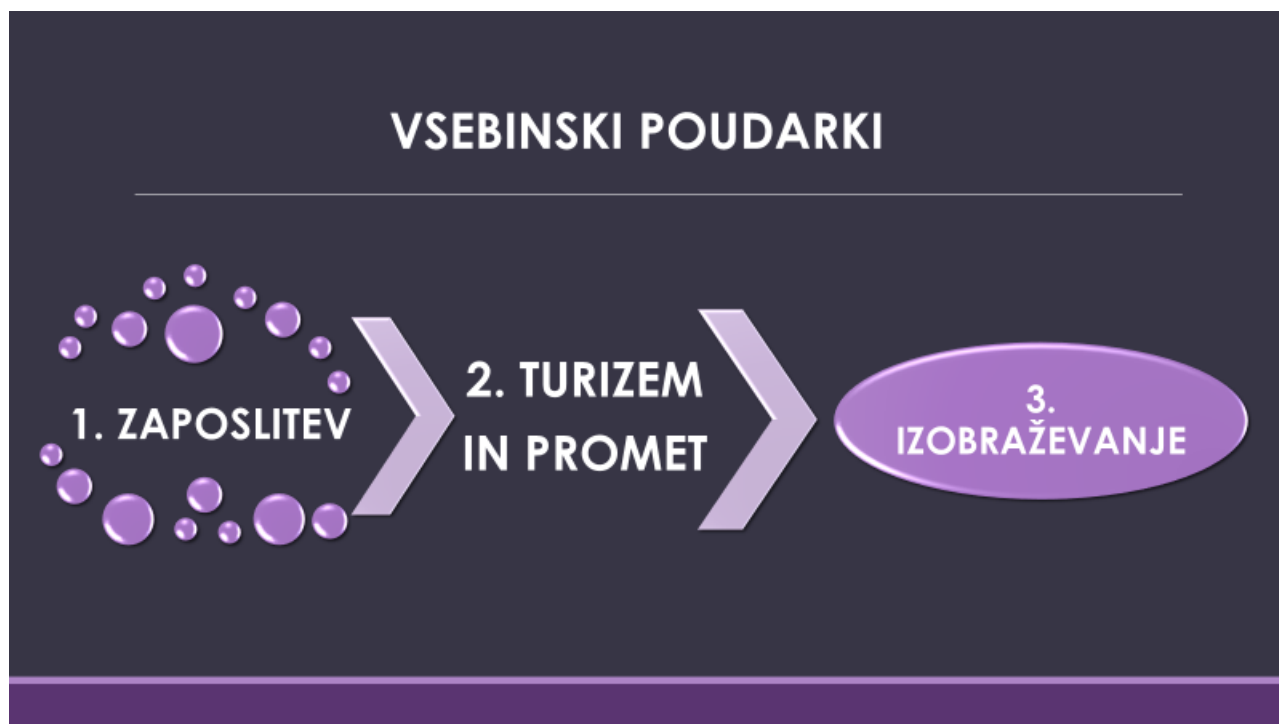 VSEBINSKI POUDARKI
1. ZAPOSLITEV
2. TURIZEM
IN PROMET
3.
IZOBRAŽEVANJE